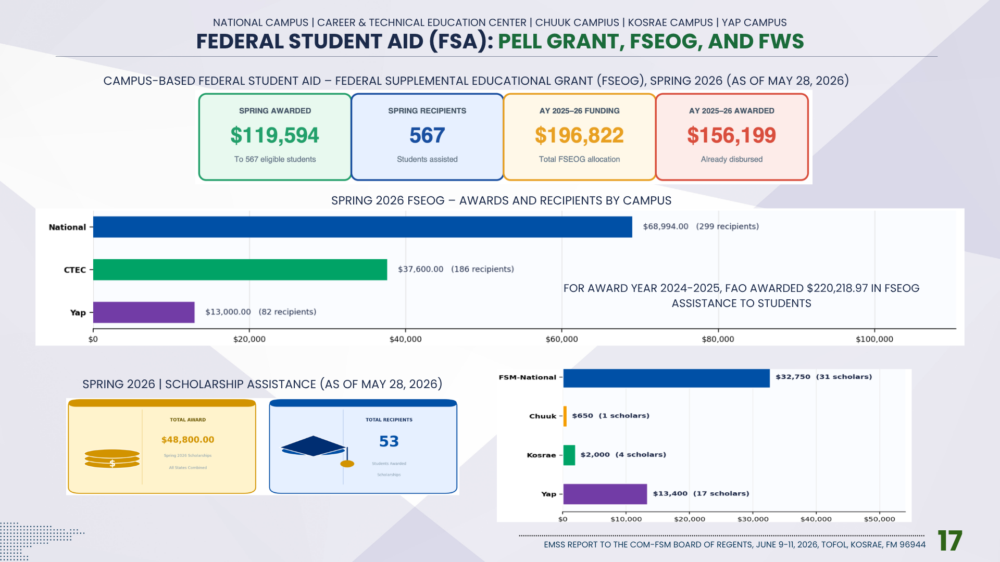 NATIONAL CAMPUS | CAREER & TECHNICAL EDUCATION CENTER | CHUUK CAMPIUS | KOSRAE CAMPUS | YAP CAMPUS
FEDERAL STUDENT AID (FSA): PELL GRANT, FSEOG, AND FWS
CAMPUS-BASED FEDERAL STUDENT AID – FEDERAL SUPPLEMENTAL EDUCATIONAL GRANT (FSEOG), SPRING 2026 (AS OF MAY 28, 2026)
SPRING AWARDED
$119,594
To 567 eligible students
SPRING RECIPIENTS
567
Students assisted
AY 2025–26 FUNDING
$196,822
Total FSEOG allocation
AY 2025–26 AWARDED
$156,199
Already disbursed
SPRING 2026 FSEOG – AWARDS AND RECIPIENTS BY CAMPUS
National
$68,994.00 (299 recipients)
CTEC
$37,600.00 (186 recipients)
Yap
$13,000.00 (82 recipients)
FOR AWARD YEAR 2024-2025, FAO AWARDED $220,218.97 IN FSEOG
ASSISTANCE TO STUDENTS
$0 $20,000 $40,000 $60,000 $80,000 $100,000
SPRING 2026 | SCHOLARSHIP ASSISTANCE (AS OF MAY 28, 2026)
TOTAL AWARD
$48,800.00
Spring 2026 Scholarships
All States Combined
$
TOTAL RECIPIENTS
53
Students Awarded
Scholarships
FSM-National
$32,750 (31 scholars)
Chuuk
$650 (1 scholars)
Kosrae
$2,000 (4 scholars)
Yap
$13,400 (17 scholars)
$0 $10,000 $20,000 $30,000 $40,000 $50,000
EMSS REPORT TO THE COM-FSM BOARD OF REGENTS, JUNE 9-11, 2026, TOFOL, KOSRAE, FM 96944
17